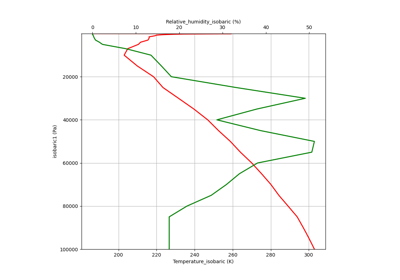 Relative_humidity_isobaric (%)
0 10 20 30 40 50
20000
40000
60000
80000
100000
isobaric1 (Pa)
200 220 240 260 280 300
Temperature_isobaric (K)